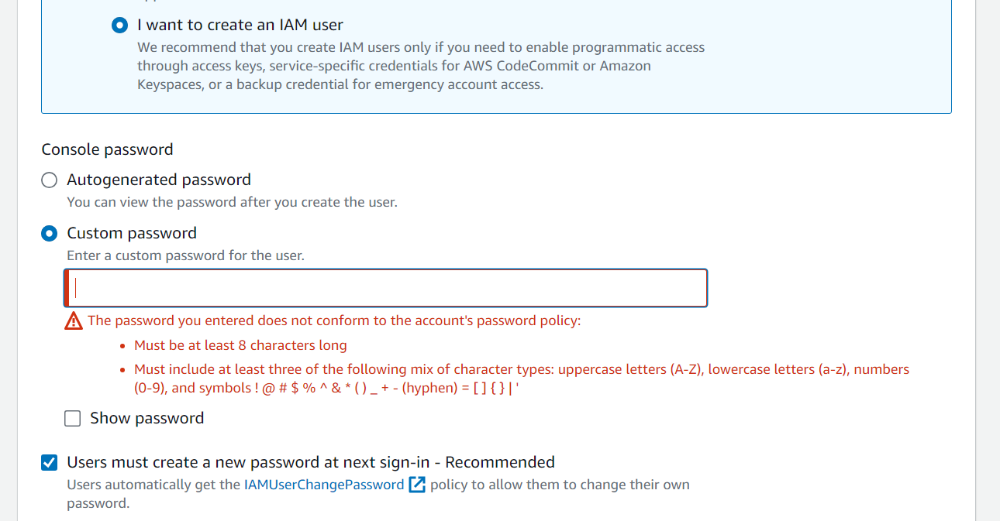 I want to create an IAM user
We recommend that you create IAM users only if you need to enable programmatic access
through access keys, service-specific credentials for AWS CodeCommit or Amazon
Keyspaces, or a backup credential for emergency account access.
Console password
Autogenerated password
You can view the password after you create the user.
Custom password
Enter a custom password for the user.
The password you entered does not conform to the account's password policy:
• Must be at least 8 characters long
• Must include at least three of the following mix of character types: uppercase letters (A-Z), lowercase letters (a-z), numbers
(0-9), and symbols ! @ # $ % ^ & * ( ) _ + - (hyphen) = [ ] { } | '
Show password
Users must create a new password at next sign-in - Recommended
Users automatically get the IAMUserChangePassword policy to allow them to change their own
password.